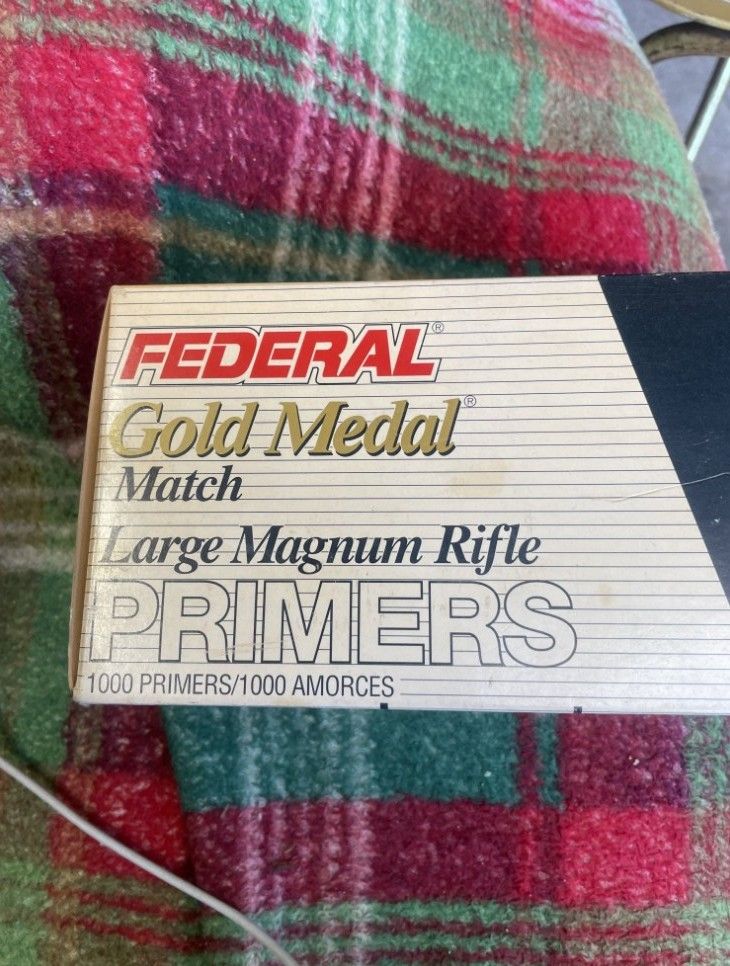 FEDERAL®
Gold Medal®
Match
Large Magnum Rifle
PRIMERS
1000 PRIMERS/1000 AMORCES